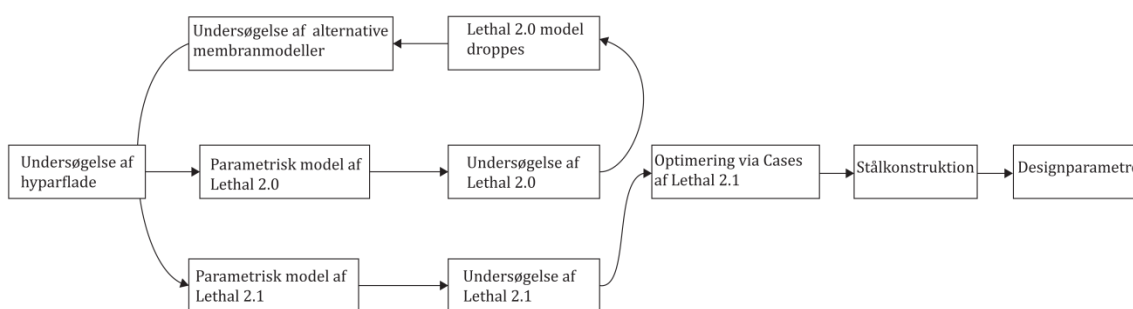 Undersøgelse af alternative
membranmodeller
Lethal 2.0 model
droppes
Undersøgelse af
hyparflade
Parametrisk model af
Lethal 2.0
Undersøgelse af
Lethal 2.0
Optimering via Cases
af Lethal 2.1
Stålkonstruktion
Designparametre
Parametrisk model af
Lethal 2.1
Undersøgelse af
Lethal 2.1